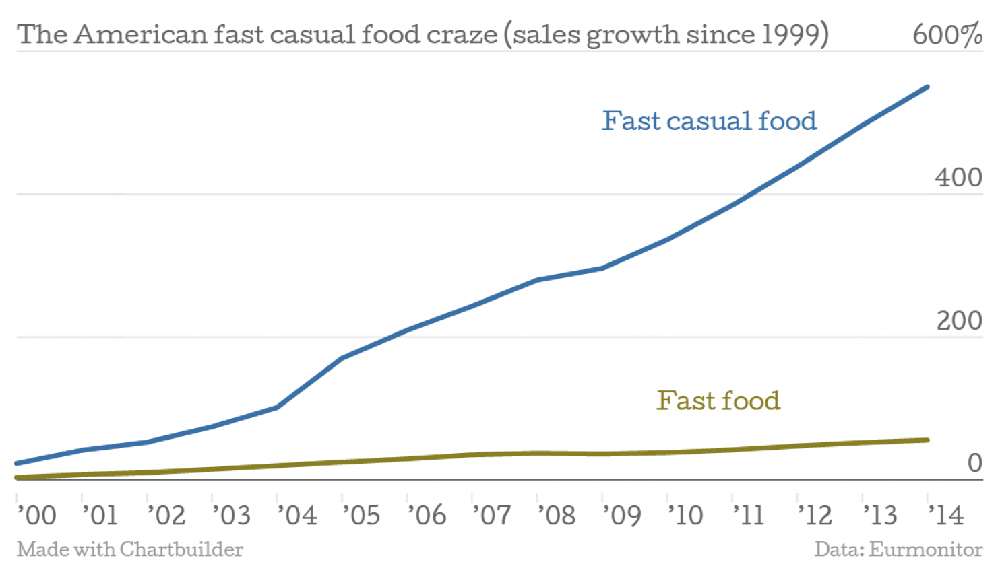 The American fast casual food craze (sales growth since 1999) 600%
Fast casual food
400
200
Fast food
0
’00 ’01 ’02 ’03 ’04 ’05 ’06 ’07 ’08 ’09 ’10 ’11 ’12 ’13 ’14
Made with Chartbuilder Data: Eurmonitor